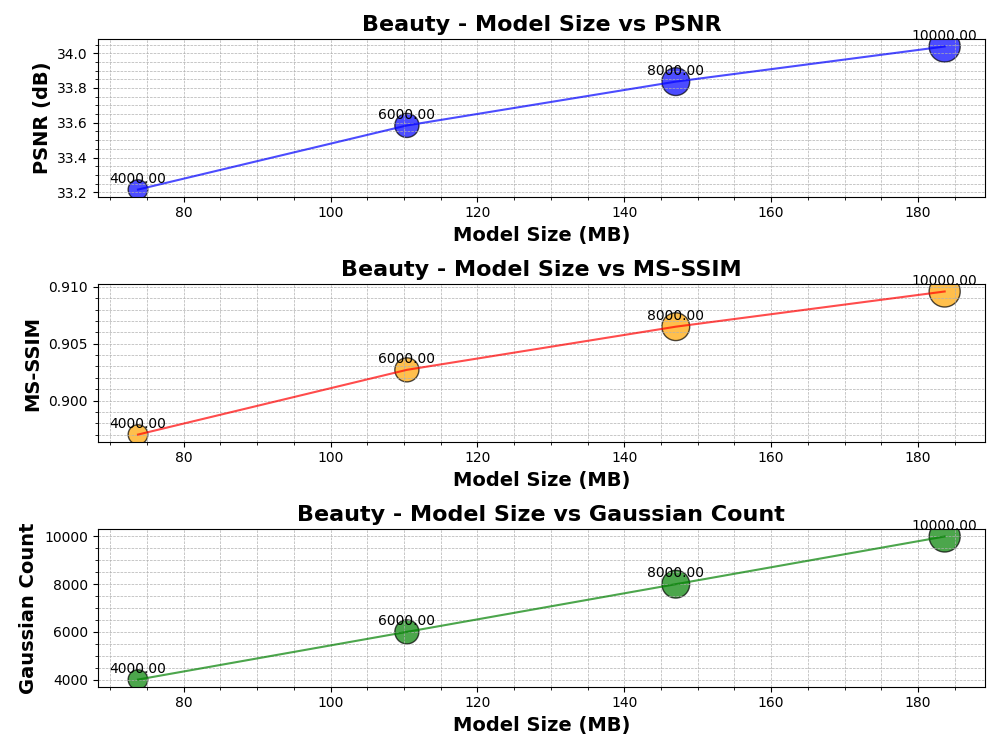 Beauty - Model Size vs PSNR
10000.00
8000.00
6000.00
4000.00
34.0
33.8
33.6
33.4
33.2
PSNR (dB)
80 100 120 140 160 180
Model Size (MB)
Beauty - Model Size vs MS-SSIM
10000.00
8000.00
6000.00
4000.00
0.910
0.905
0.900
MS-SSIM
80 100 120 140 160 180
Model Size (MB)
Beauty - Model Size vs Gaussian Count
10000.00
8000.00
6000.00
4000.00
10000
8000
6000
4000
Gaussian Count
80 100 120 140 160 180
Model Size (MB)